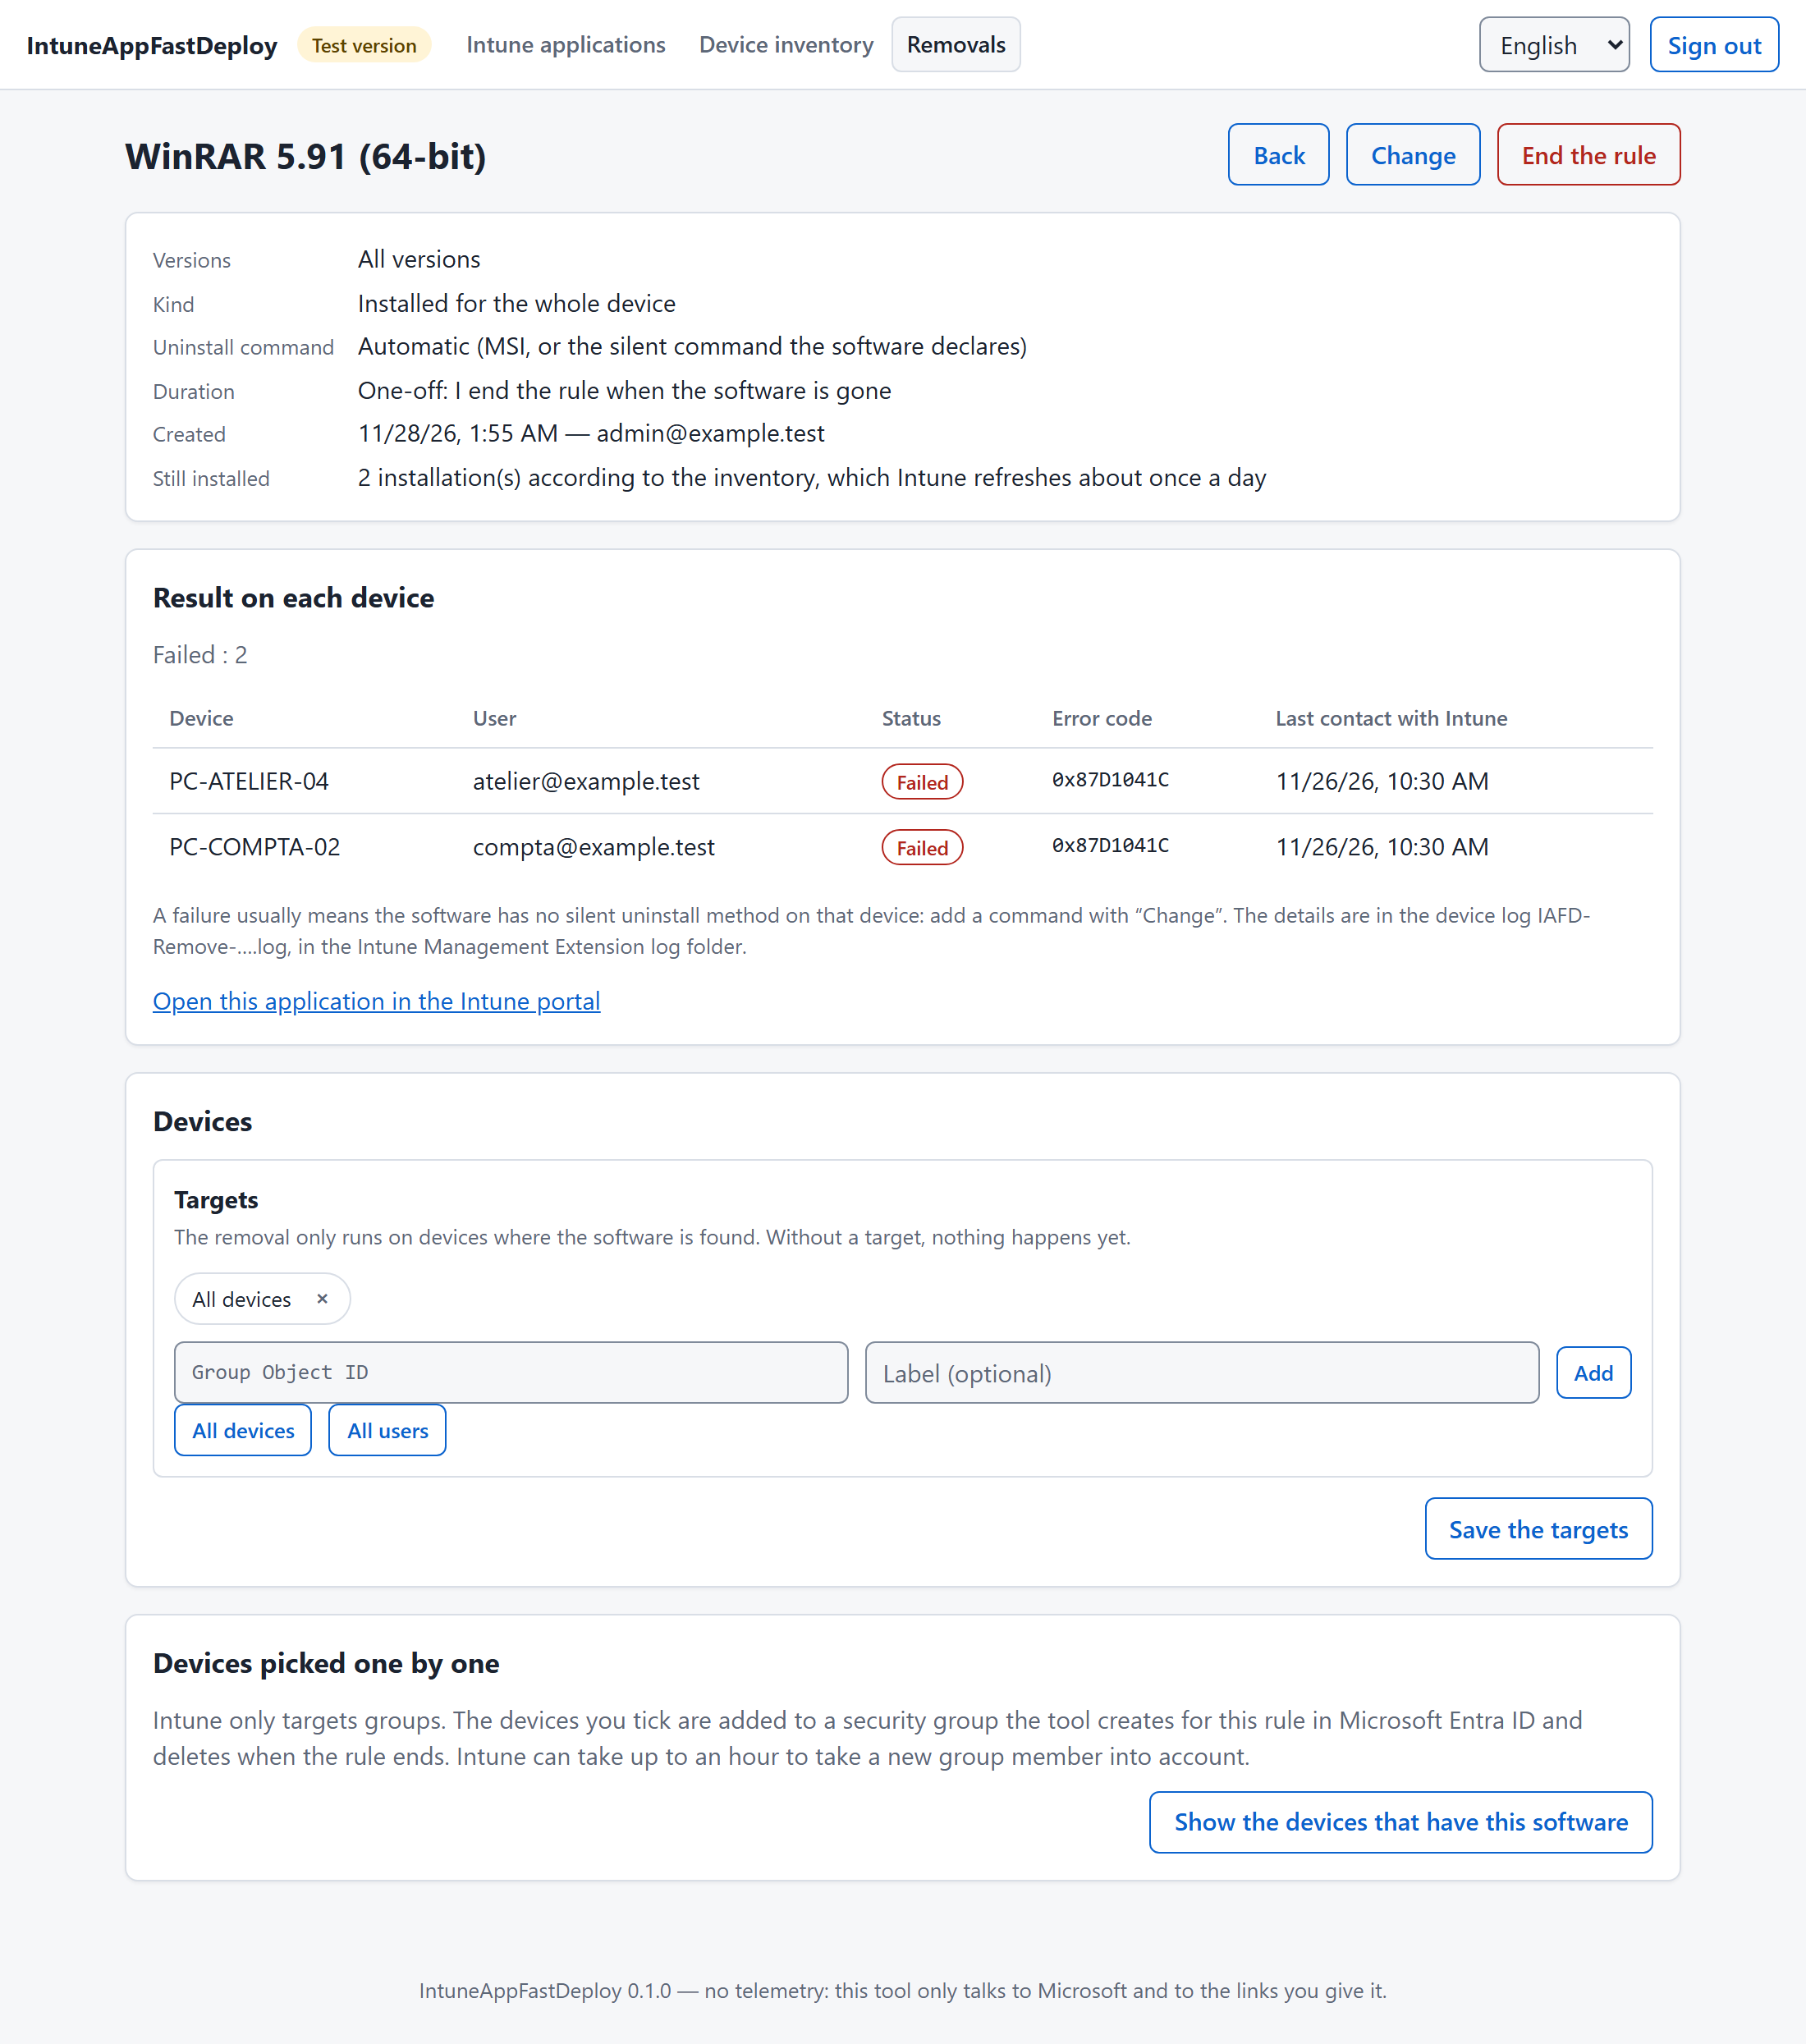 IntuneAppFastDeploy Test version Intune applications Device inventory Removals English Sign out
WinRAR 5.91 (64-bit) Back Change End the rule
Versions All versions
Kind Installed for the whole device
Uninstall command Automatic (MSI, or the silent command the software declares)
Duration One-off: I end the rule when the software is gone
Created 11/28/26, 1:55 AM — admin@example.test
Still installed 2 installation(s) according to the inventory, which Intune refreshes about once a day
Result on each device
Failed : 2
Device User Status Error code Last contact with Intune
PC-ATELIER-04 atelier@example.test Failed 0x87D1041C 11/26/26, 10:30 AM
PC-COMPTA-02 compta@example.test Failed 0x87D1041C 11/26/26, 10:30 AM
A failure usually means the software has no silent uninstall method on that device: add a command with “Change”. The details are in the device log IAFD-
Remove-....log, in the Intune Management Extension log folder.
Open this application in the Intune portal
Devices
Targets
The removal only runs on devices where the software is found. Without a target, nothing happens yet.
All devices ×
Group Object ID Label (optional) Add
All devices All users
Save the targets
Devices picked one by one
Intune only targets groups. The devices you tick are added to a security group the tool creates for this rule in Microsoft Entra ID and
deletes when the rule ends. Intune can take up to an hour to take a new group member into account.
Show the devices that have this software
IntuneAppFastDeploy 0.1.0 — no telemetry: this tool only talks to Microsoft and to the links you give it.